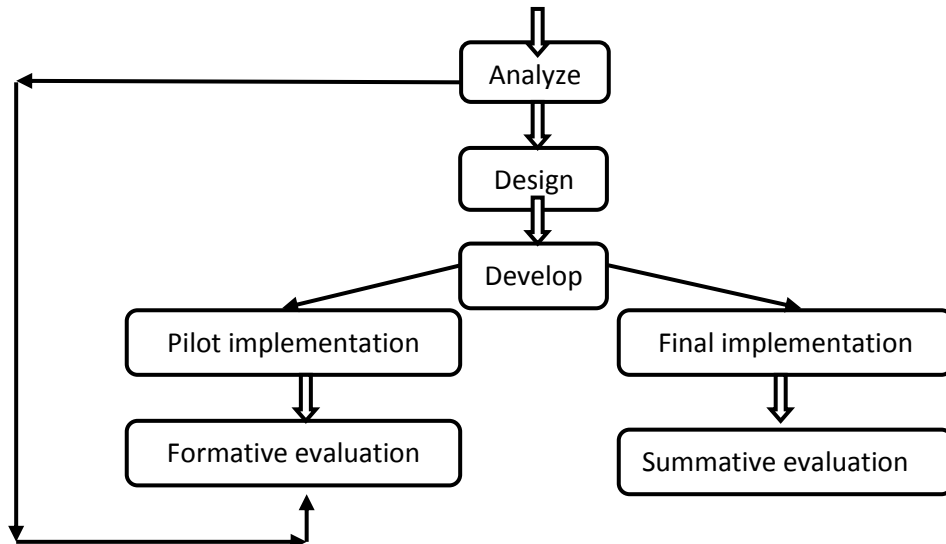 Analyze
Design
Develop
Pilot implementation
Final implementation
Formative evaluation
Summative evaluation